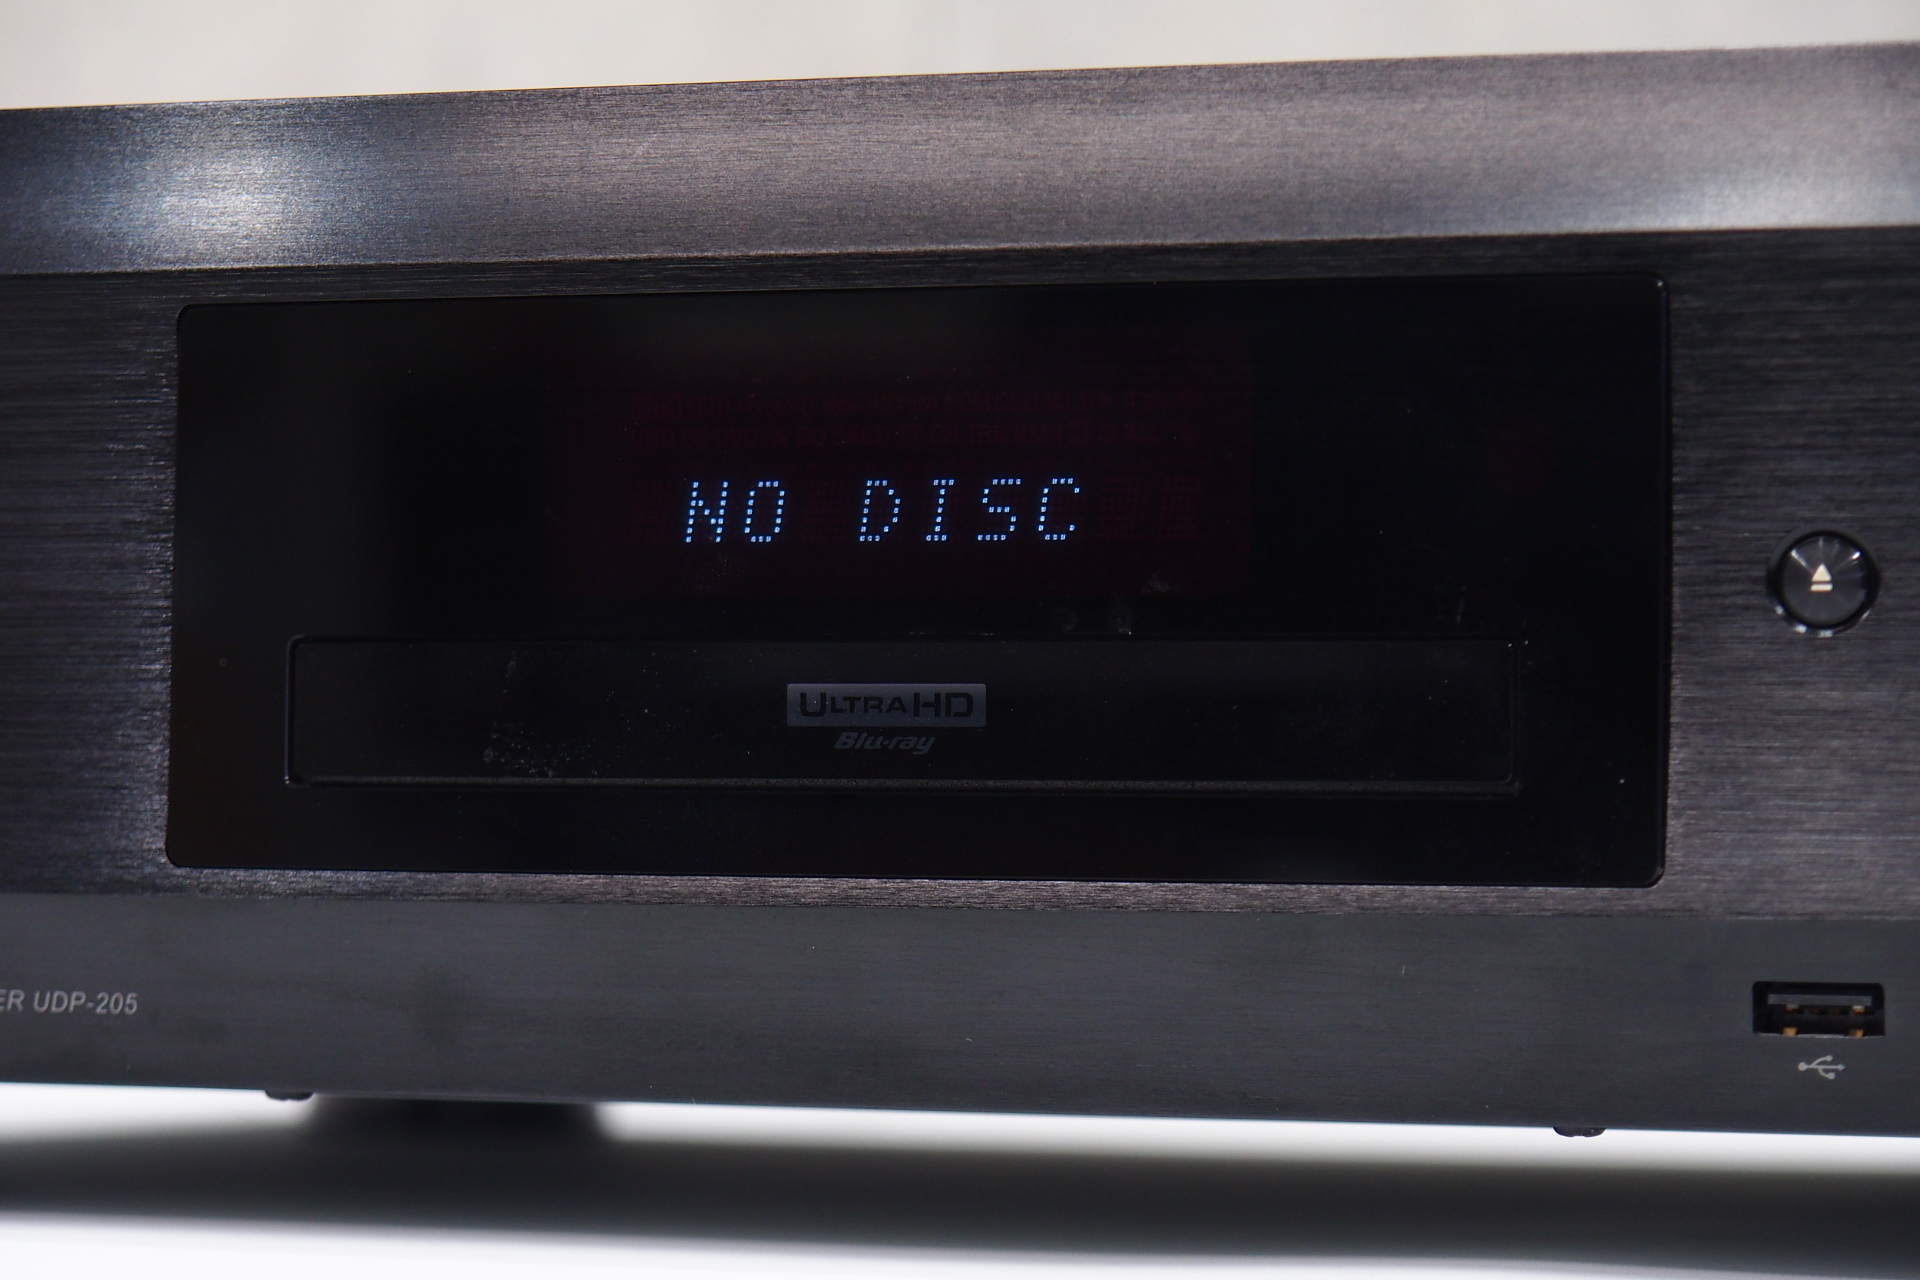 NO DISC
ULTRA HD
Blu-ray
ER UDP-205